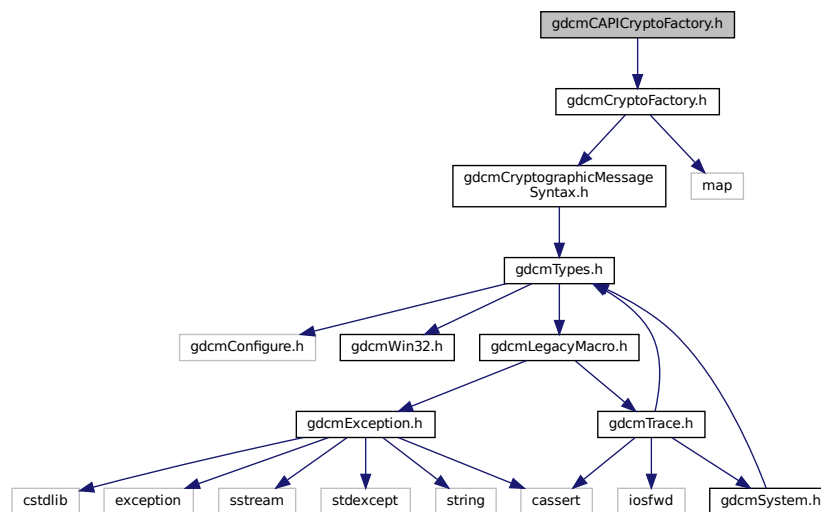 gdcmCAPICryptoFactory.h
gdcmCryptoFactory.h
gdcmCryptographicMessage
Syntax.h
map
gdcmTypes.h
gdcmConfigure.h
gdcmWin32.h
gdcmLegacyMacro.h
gdcmException.h
gdcmTrace.h
cstdlib
exception
sstream
stdexcept
string
cassert
iosfwd
gdcmSystem.h